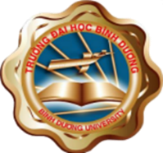 TRƯỜNG ĐẠI HỌC BÌNH DƯƠNG
BINH DUONG UNIVERSITY